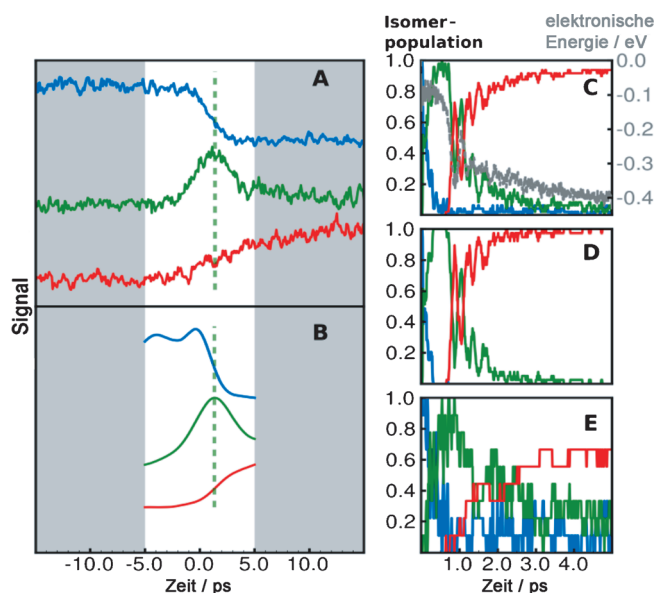 Isomer-
population
elektronische
Energie / eV
A
Signal
B
-10.0 0.0 5.0 10.0
Zeit / ps
1.0
0.8
0.6
0.4
0.2
C
0.0
-0.1
-0.2
-0.3
-0.4
1.0
0.8
0.6
0.4
0.2
D
1.0
0.8
0.6
0.4
0.2
E
1.0 2.0 3.0 4.0
Zeit / ps